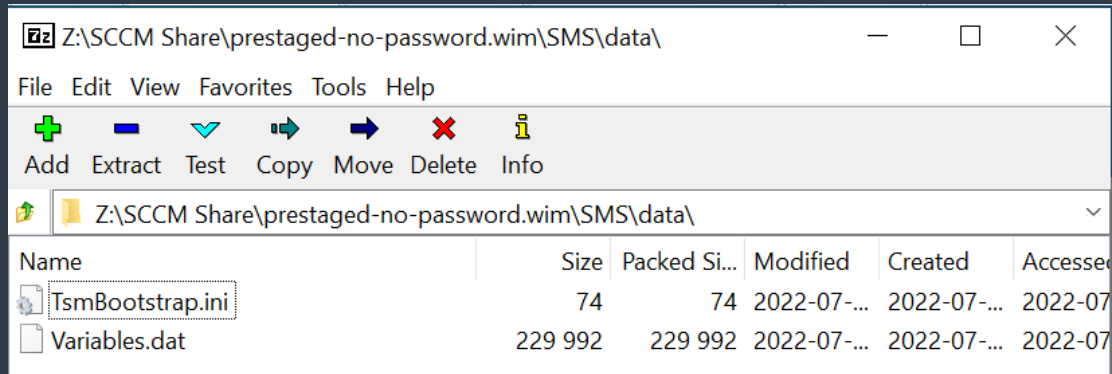 7z Z:\SCCM Share\prestaged-no-password.wim\SMS\data\
File Edit View Favorites Tools Help
Add Extract Test Copy Move Delete Info
Z:\SCCM Share\prestaged-no-password.wim\SMS\data\
Name Size Packed Si... Modified Created Accessed
TsmBootstrap.ini 74 74 2022-07-... 2022-07-... 2022-07
Variables.dat 229 992 229 992 2022-07-... 2022-07-... 2022-07